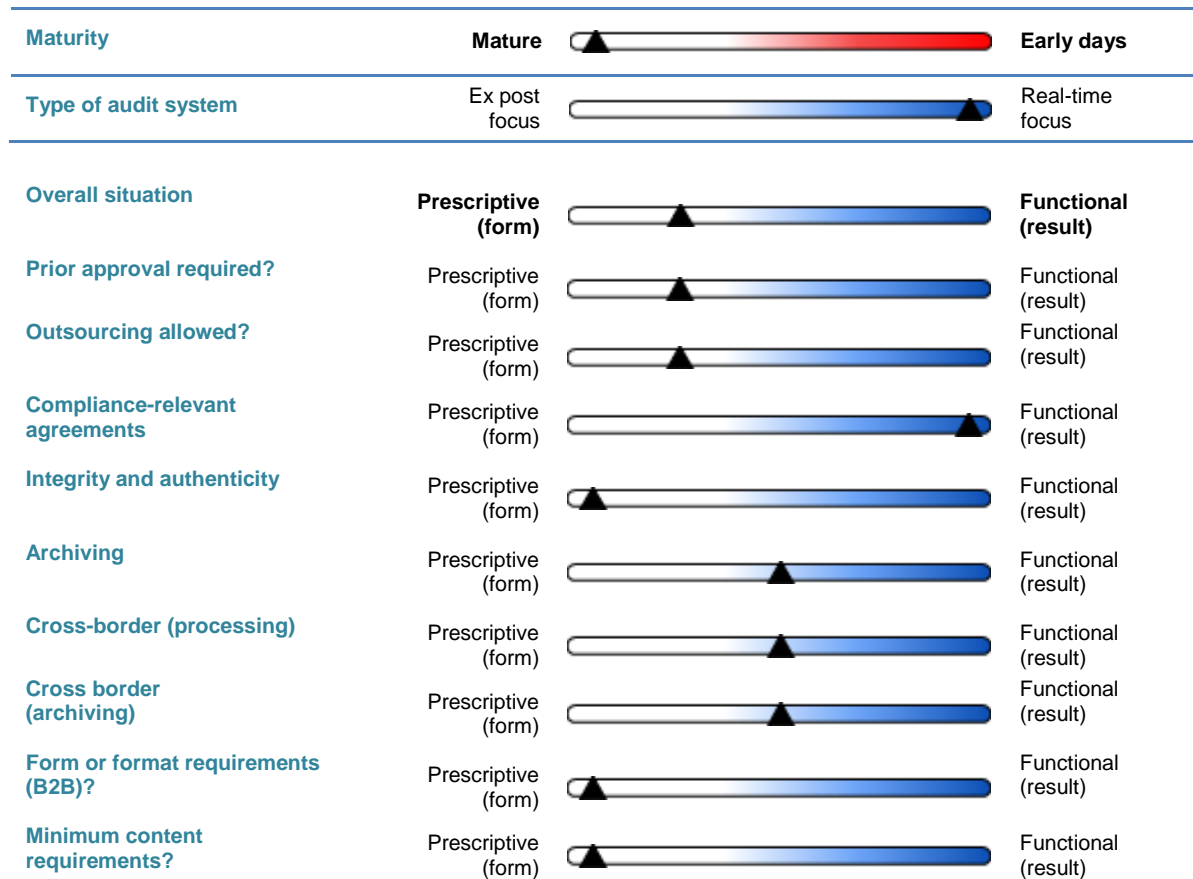 Maturity
Mature
Early days
Type of audit system
Ex post
focus
Real-time
focus
Overall situation
Prescriptive
(form)
Functional
(result)
Prior approval required?
Prescriptive
(form)
Functional
(result)
Outsourcing allowed?
Prescriptive
(form)
Functional
(result)
Compliance-relevant
agreements
Prescriptive
(form)
Functional
(result)
Integrity and authenticity
Prescriptive
(form)
Functional
(result)
Archiving
Prescriptive
(form)
Functional
(result)
Cross-border (processing)
Prescriptive
(form)
Functional
(result)
Cross border
(archiving)
Prescriptive
(form)
Functional
(result)
Form or format requirements
(B2B)?
Prescriptive
(form)
Functional
(result)
Minimum content
requirements?
Prescriptive
(form)
Functional
(result)